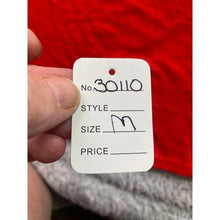 No. 30110
STYLE
SIZE M
PRICE